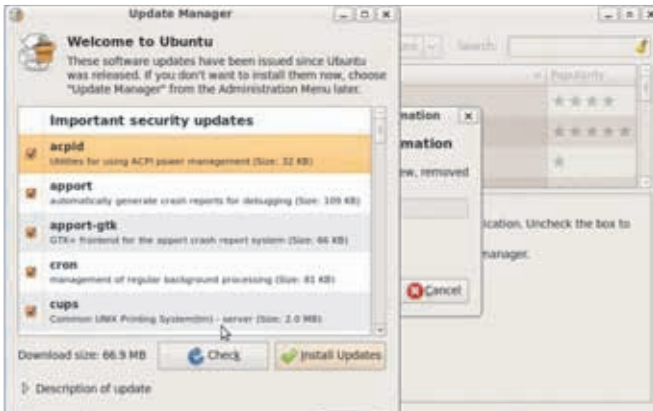 Update Manager
Welcome to Ubuntu
These software updates have been issued since Ubuntu
was released. If you don't want to install them now, choose
"Update Manager" from the Administration Menu later.
Important security updates
acpid
Utilities for using ACPI power management (Size: 32 KB)
apport
automatically generate crash reports for debugging (Size: 109 KB)
apport-gtk
GTK+ frontend for the apport crash report system (Size: 66 KB)
cron
management of regular background processing (Size: 81 KB)
cups
Common UNIX Printing System(tm) - server (Size: 2.0 MB)
Download size: 66.9 MB
Check
Install Updates
Description of update
Search:
Popularity
mation
mation
ew, removed
Cancel
ication. Uncheck the box to
manager.